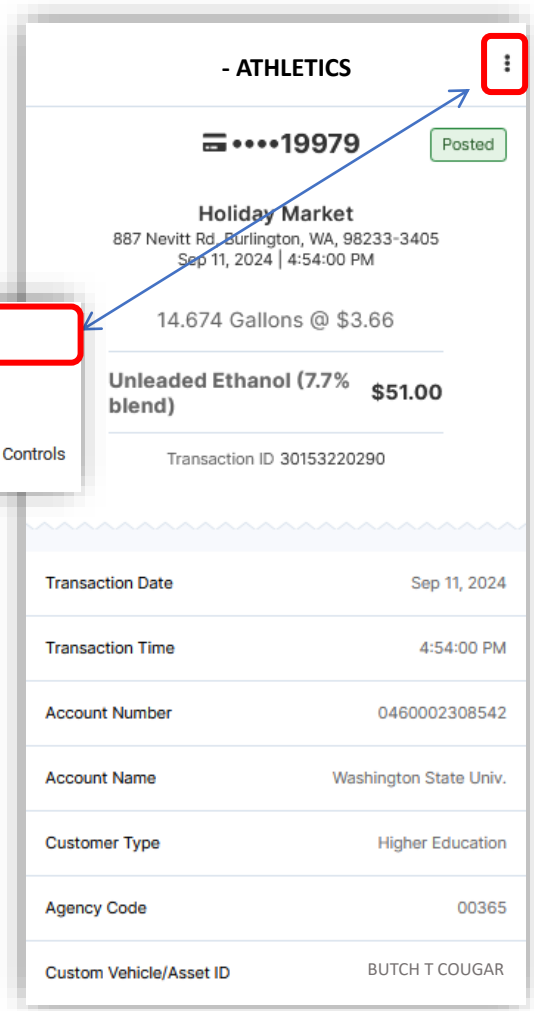 - ATHLETICS
••••19979
Posted
Holiday Market
887 Nevitt Rd, Burlington, WA, 98233-3405
Sep 11, 2024 | 4:54:00 PM
14.674 Gallons @ $3.66
Unleaded Ethanol (7.7%
blend)
$51.00
Controls
Transaction ID 30153220290
Transaction Date
Sep 11, 2024
Transaction Time
4:54:00 PM
Account Number
0460002308542
Account Name
Washington State Univ.
Customer Type
Higher Education
Agency Code
00365
Custom Vehicle/Asset ID
BUTCH T COUGAR